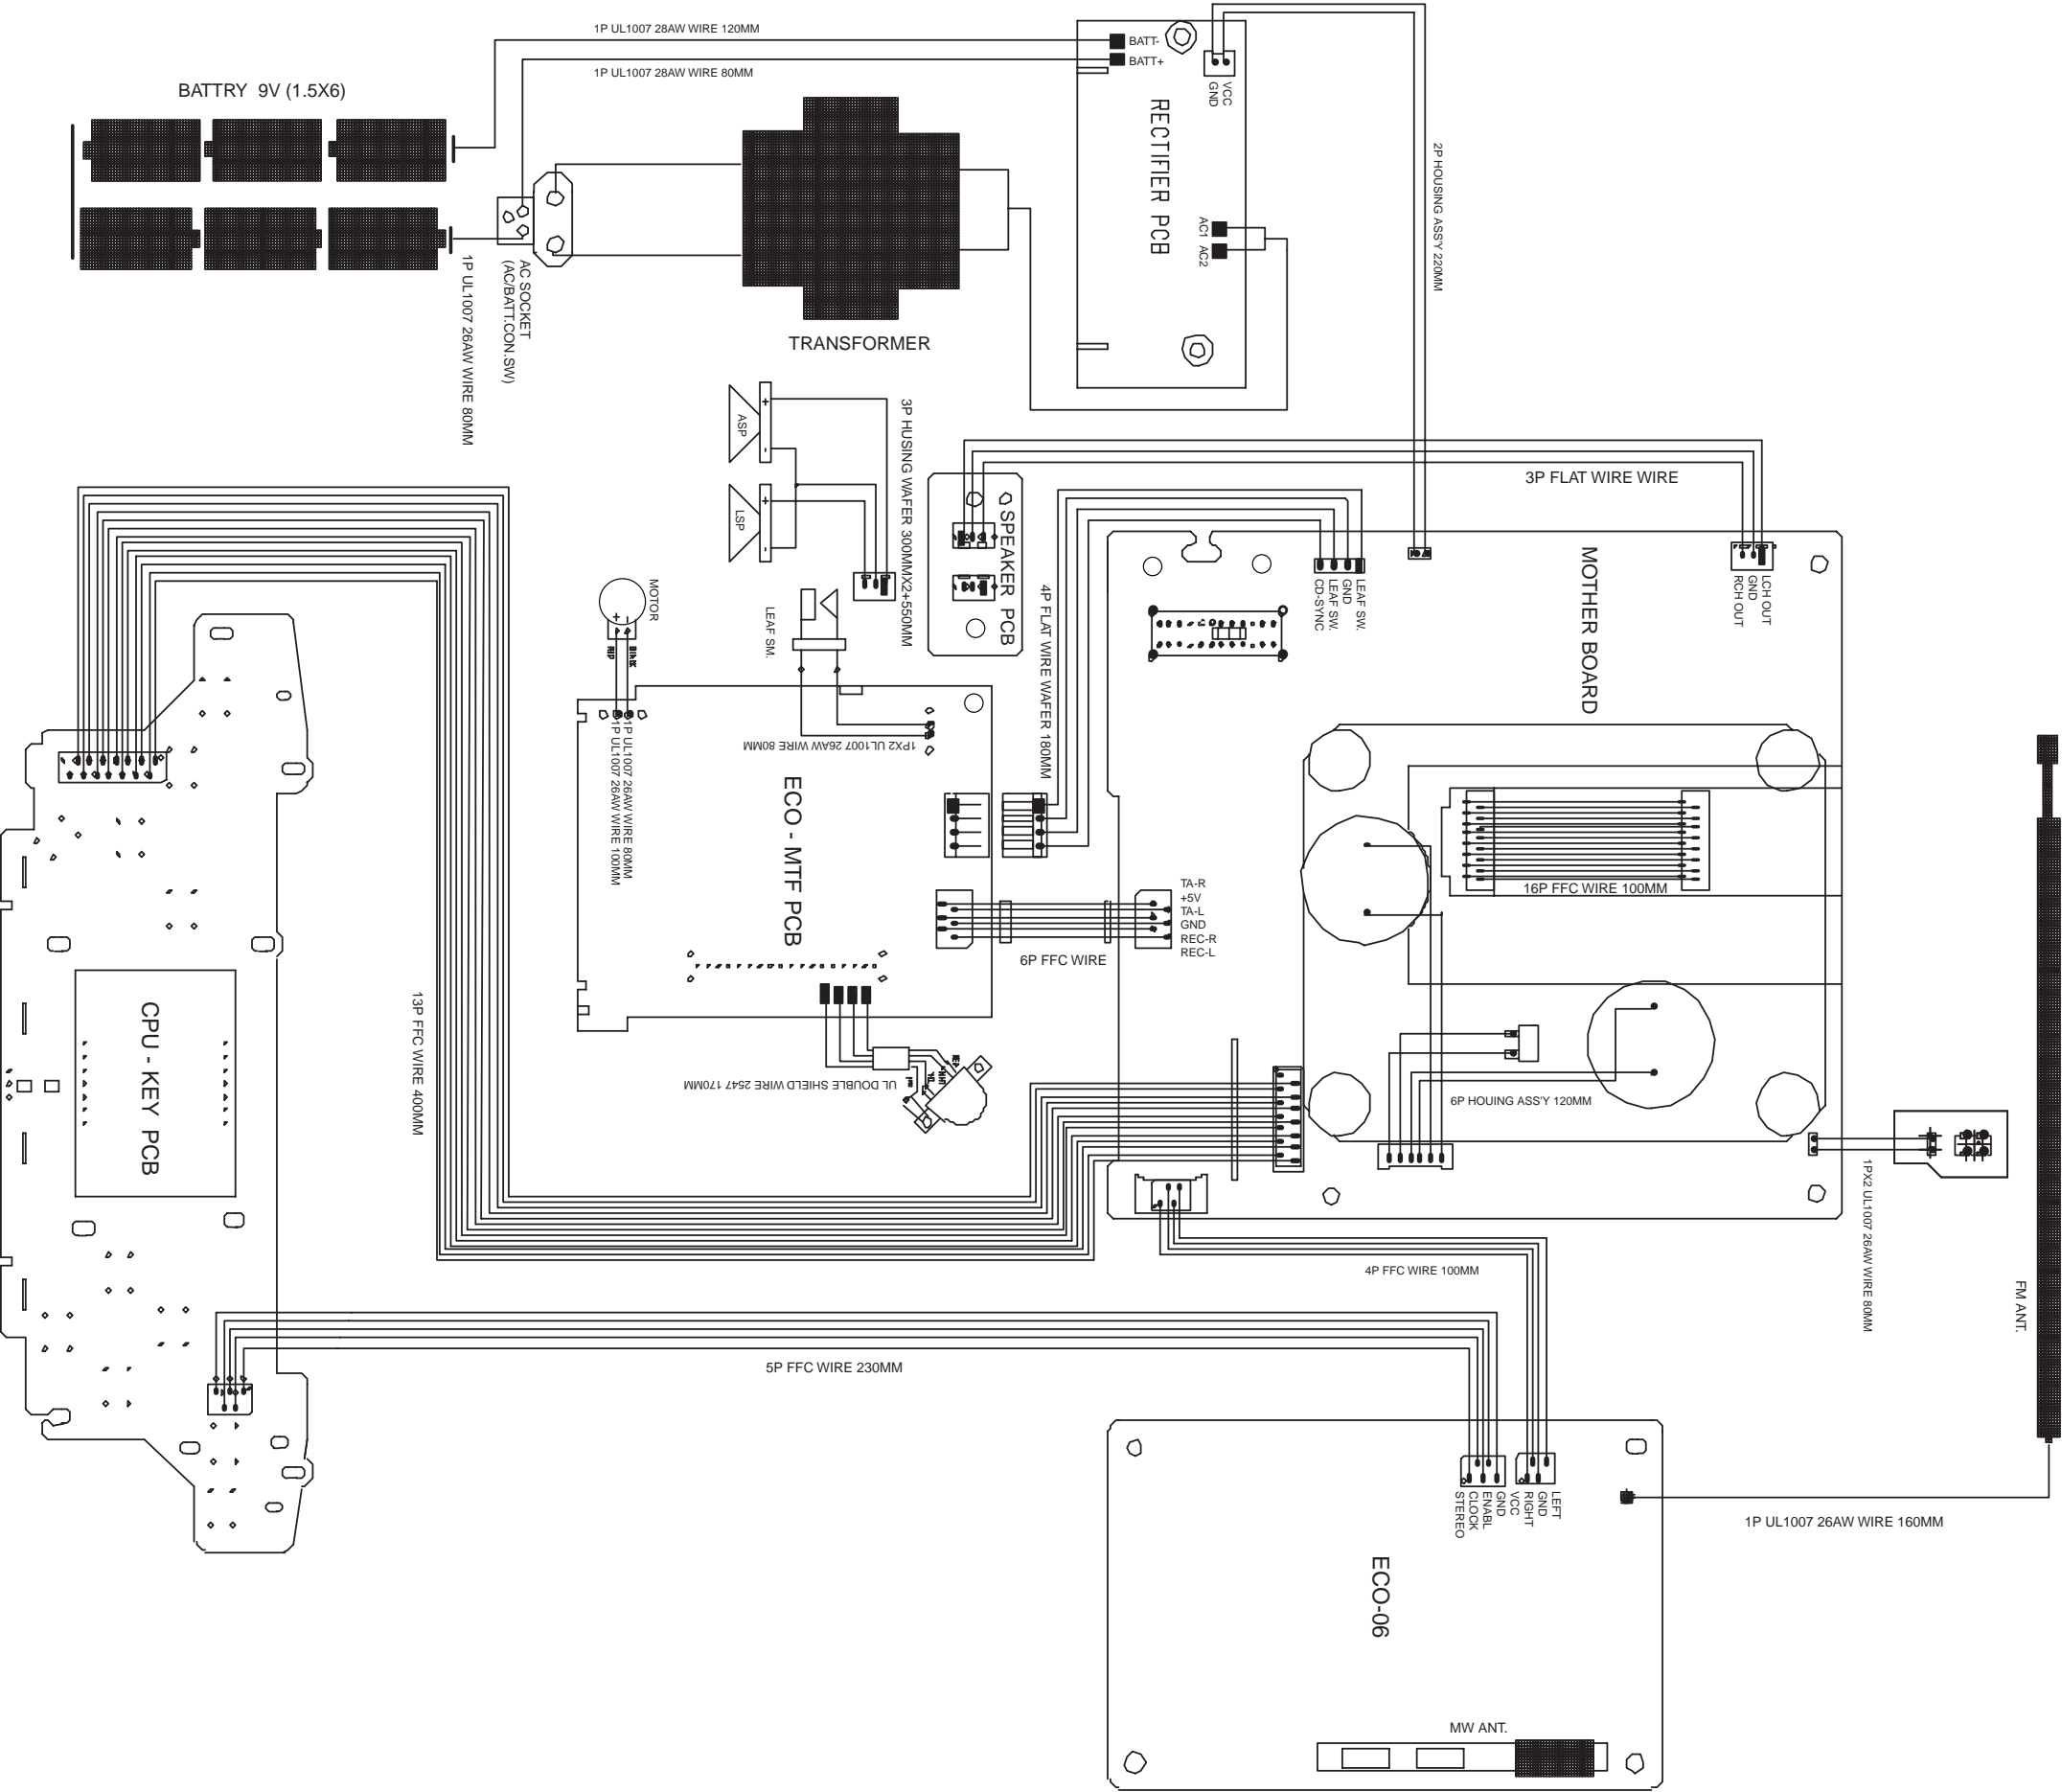 1P UL1007 28AW WIRE 120MM
1P UL1007 28AW WIRE 80MM
BATTRY 9V (1.5X6)
BATT-
BATT+
VCC
GND
RECTIFIER PCB
AC1
AC2
2P HOUSING ASS'Y 220MM
AC SOCKET
(AC/BATT.CON.SW)
1P UL1007 26AW WIRE 80MM
TRANSFORMER
ASP
+
-
LSP
+
-
3P HUSING WAFER 300MMX2+550MM
SPEAKER PCB
3P FLAT WIRE WIRE
LCH OUT
GND
RCH OUT
LEAF SW.
GND
LEAF SW.
CD-SYNC
MOTHER BOARD
4P FLAT WIRE WAFER 180MM
MOTOR
+
-
LEAF SM.
1P UL1007 26AW WIRE 80MM
1P UL1007 26AW WIRE 100MM
1PX2 UL1007 26AW WIRE 80MM
ECO - MTF PCB
TA-R
+5V
TA-L
GND
REC-R
REC-L
6P FFC WIRE
16P FFC WIRE 100MM
UL DOUBLE SHIELD WIRE 2547 170MM
6P HOUING ASS'Y 120MM
13P FFC WIRE 400MM
CPU - KEY PCB
1PX2 UL1007 26AW WIRE 80MM
FM ANT.
4P FFC WIRE 100MM
5P FFC WIRE 230MM
LEFT
GND
RIGHT
VCC
GND
ENABL
CLOCK
STEREO
1P UL1007 26AW WIRE 160MM
ECO-06
MW ANT.